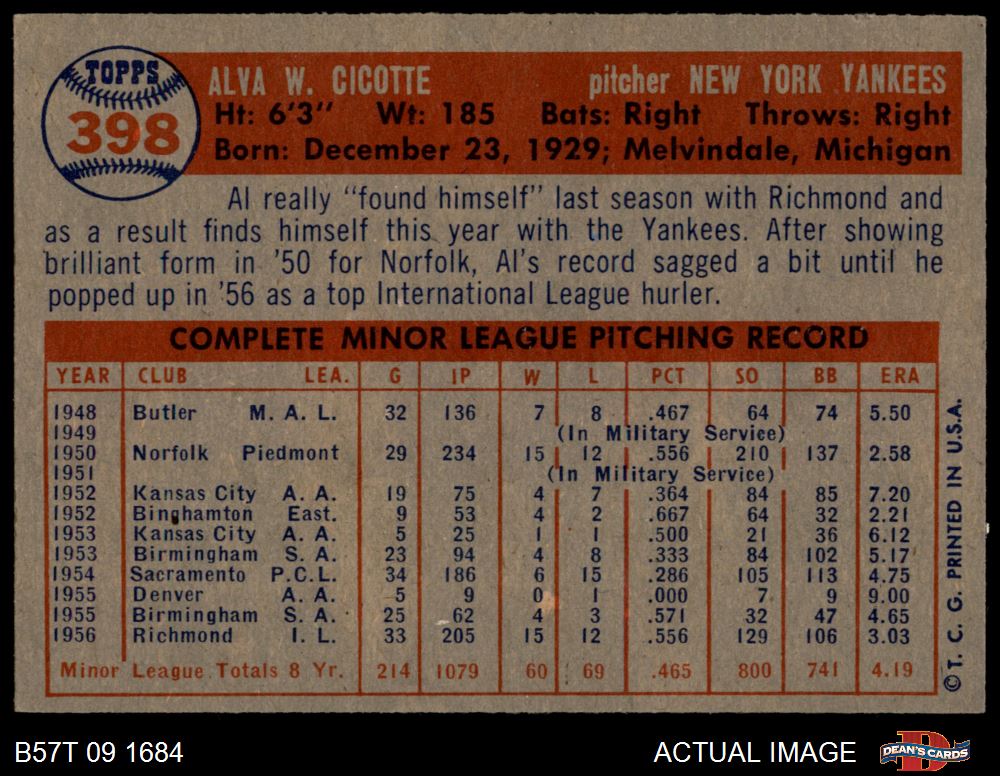 TOPPS
398
ALVA W. CICOTTE pitcher NEW YORK YANKEES
Ht: 6'3" Wt: 185 Bats: Right Throws: Right
Born: December 23, 1929; Melvindale, Michigan
Al really "found himself" last season with Richmond and
as a result finds himself this year with the Yankees. After showing
brilliant form in '50 for Norfolk, Al's record sagged a bit until he
popped up in '56 as a top International League hurler.
COMPLETE MINOR LEAGUE PITCHING RECORD
YEAR CLUB LEA. G IP W L PCT SO BB ERA
1948 Butler M. A. L. 32 136 7 8 .467 64 74 5.50
1949 (In Military Service)
1950 Norfolk Piedmont 29 234 15 12 .556 210 137 2.58
1951 (In Military Service)
1952 Kansas City A. A. 19 75 4 7 .364 84 85 7.20
1952 Binghamton East. 9 53 4 2 .667 64 32 2.21
1953 Kansas City A. A. 5 25 1 1 .500 21 36 6.12
1953 Birmingham S. A. 23 94 4 8 .333 84 102 5.17
1954 Sacramento P.C.L. 34 186 6 15 .286 105 113 4.75
1955 Denver A. A. 5 9 0 1 .000 7 9 9.00
1955 Birmingham S. A. 25 62 4 3 .571 32 47 4.65
1956 Richmond I. L. 33 205 15 12 .556 129 106 3.03
Minor League Totals 8 Yr. 214 1079 60 69 .465 800 741 4.19
©T. C. G. PRINTED IN U.S.A.
B57T 09 1684 ACTUAL IMAGE DEAN'S CARDS